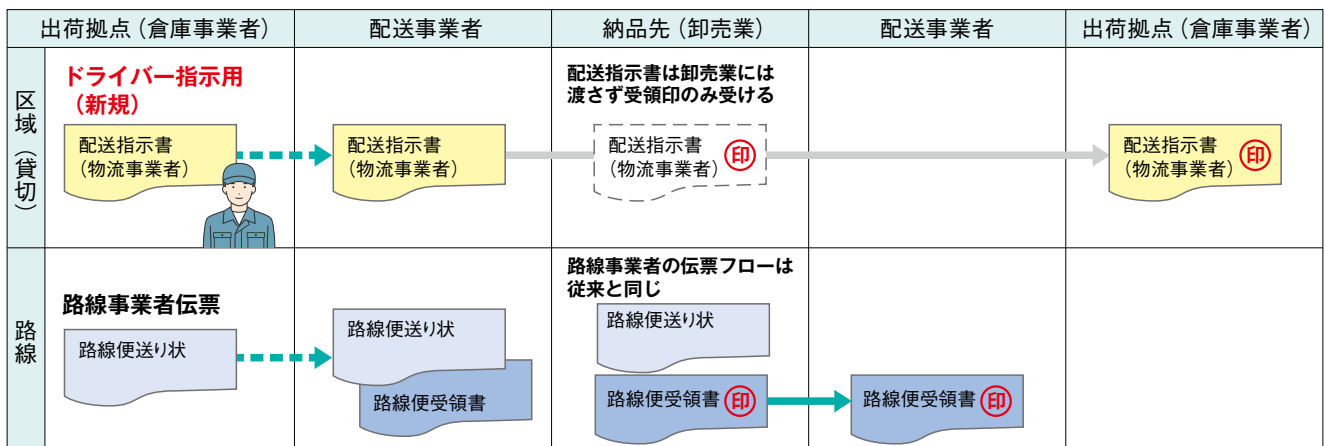 出荷拠点（倉庫事業者）
配送事業者
納品先（卸売業）
配送事業者
出荷拠点（倉庫事業者）
区域（貸切）
ドライバー指示用
（新規）
配送指示書
（物流事業者）
配送指示書
（物流事業者）
配送指示書は卸売業には
渡さず受領印のみ受ける
配送指示書
（物流事業者）
印
配送指示書
（物流事業者）
印
路線
路線事業者伝票
路線便送り状
路線便送り状
路線便受領書
路線事業者の伝票フローは
従来と同じ
路線便送り状
路線便受領書
印
路線便受領書
印